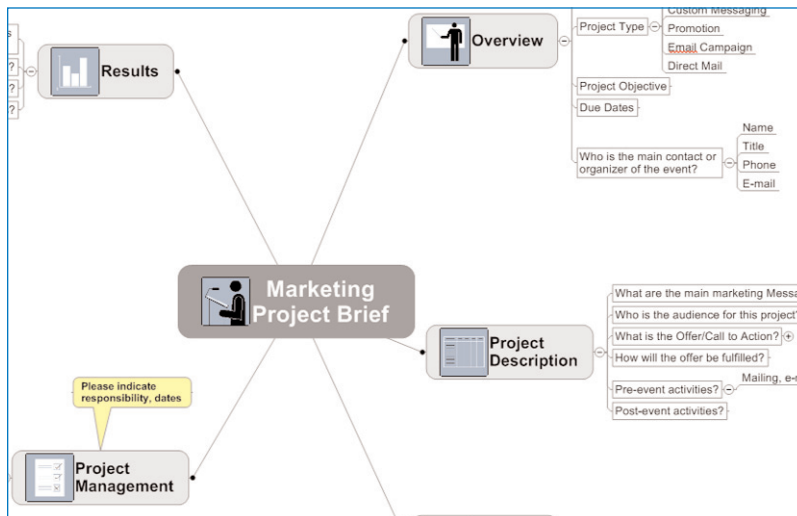 Custom Messaging
Project Type
Promotion
Email Campaign
Direct Mail
Overview
Project Objective
Due Dates
Who is the main contact or
organizer of the event?
Name
Title
Phone
E-mail
s
?
?
?
Results
Marketing
Project Brief
Project
Description
What are the main marketing Messa
Who is the audience for this project?
What is the Offer/Call to Action?
How will the offer be fulfilled?
Pre-event activities?
Mailing, e-
Post-event activities?
Please indicate
responsibility, dates
Project
Management